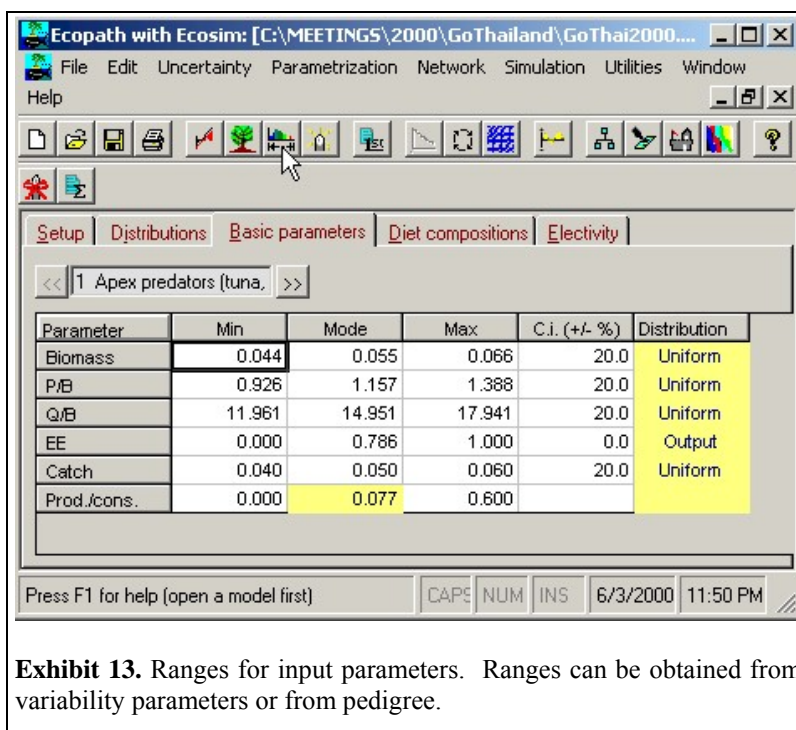 Ecopath with Ecosim: [C:\MEETINGS\2000\GoThailand\GoThai2000....
File Edit Uncertainty Parametrization Network Simulation Utilities Window
Help
1st
Setup Distributions Basic parameters Diet compositions Electivity
<< 1 Apex predators (tuna, >>
Parameter Min Mode Max C.i. (+/- %) Distribution
Biomass 0.044 0.055 0.066 20.0 Uniform
P/B 0.926 1.157 1.388 20.0 Uniform
Q/B 11.961 14.951 17.941 20.0 Uniform
EE 0.000 0.786 1.000 0.0 Output
Catch 0.040 0.050 0.060 20.0 Uniform
Prod./cons. 0.000 0.077 0.600
Press F1 for help (open a model first) CAPS NUM INS 6/3/2000 11:50 PM
Exhibit 13. Ranges for input parameters. Ranges can be obtained from
variability parameters or from pedigree.